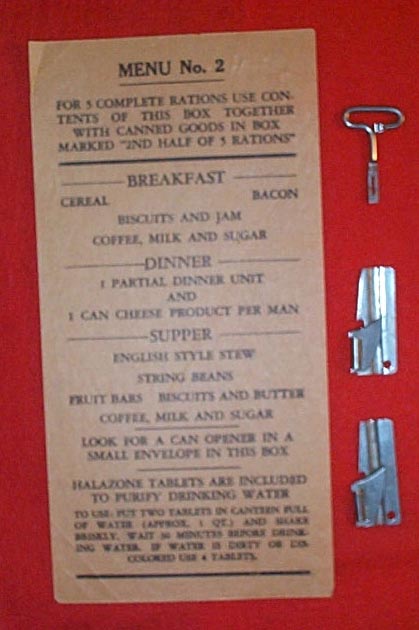 MENU No. 2
FOR 5 COMPLETE RATIONS USE CON-
TENTS OF THIS BOX TOGETHER
WITH CANNED GOODS IN BOX
MARKED "2ND HALF OF 5 RATIONS"
BREAKFAST
CEREAL BACON
BISCUITS AND JAM
COFFEE, MILK AND SUGAR
DINNER
1 PARTIAL DINNER UNIT
AND
1 CAN CHEESE PRODUCT PER MAN
SUPPER
ENGLISH STYLE STEW
STRING BEANS
FRUIT BARS BISCUITS AND BUTTER
COFFEE, MILK AND SUGAR
LOOK FOR A CAN OPENER IN A
SMALL ENVELOPE IN THIS BOX
HALAZONE TABLETS ARE INCLUDED
TO PURIFY DRINKING WATER
TO USE: PUT TWO TABLETS IN CANTEEN FULL
OF WATER (APPROX. 1 QT.) AND SHAKE
BRISKLY. WAIT 30 MINUTES BEFORE DRINK-
ING WATER. IF WATER IS DIRTY OR DIS-
COLORED USE 4 TABLETS.